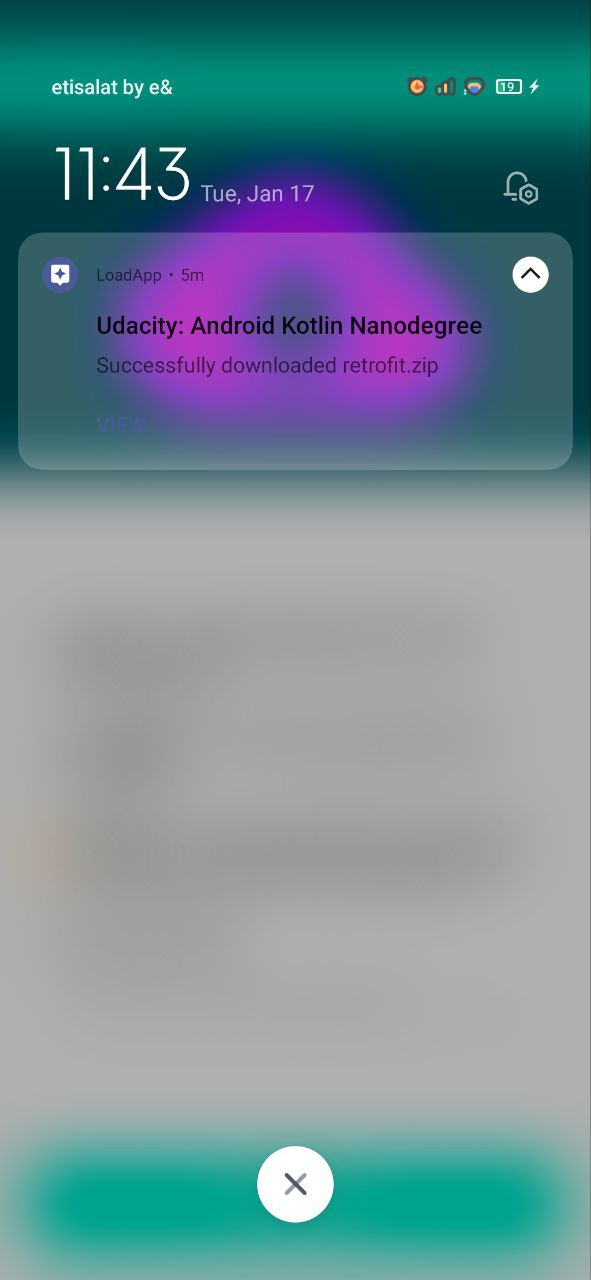 etisalat by e&
19
11:43 Tue, Jan 17
LoadApp • 5m
Udacity: Android Kotlin Nanodegree
Successfully downloaded retrofit.zip
VIEW